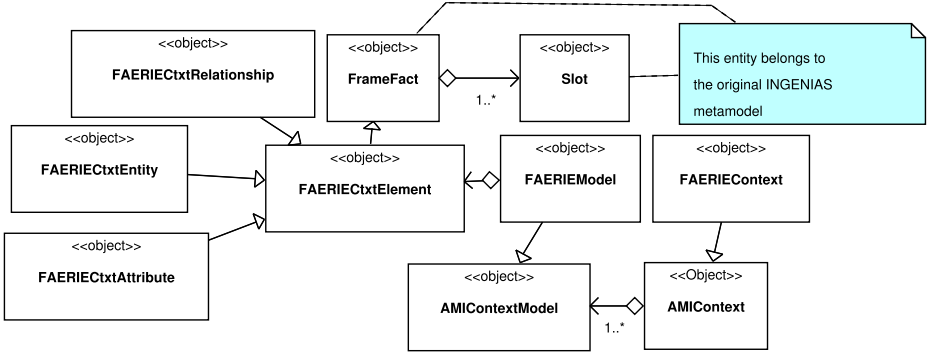 <<object>>
FAERIECtxtRelationship
<<object>>
FrameFact
1..*
<<object>>
Slot
This entity belongs to
the original INGENIAS
metamodel
<<object>>
FAERIECtxtEntity
<<object>>
FAERIECtxtElement
<<object>>
FAERIEModel
<<object>>
FAERIEContext
<<object>>
FAERIECtxtAttribute
<<object>>
AMIContextModel
1..*
<<Object>>
AMIContext